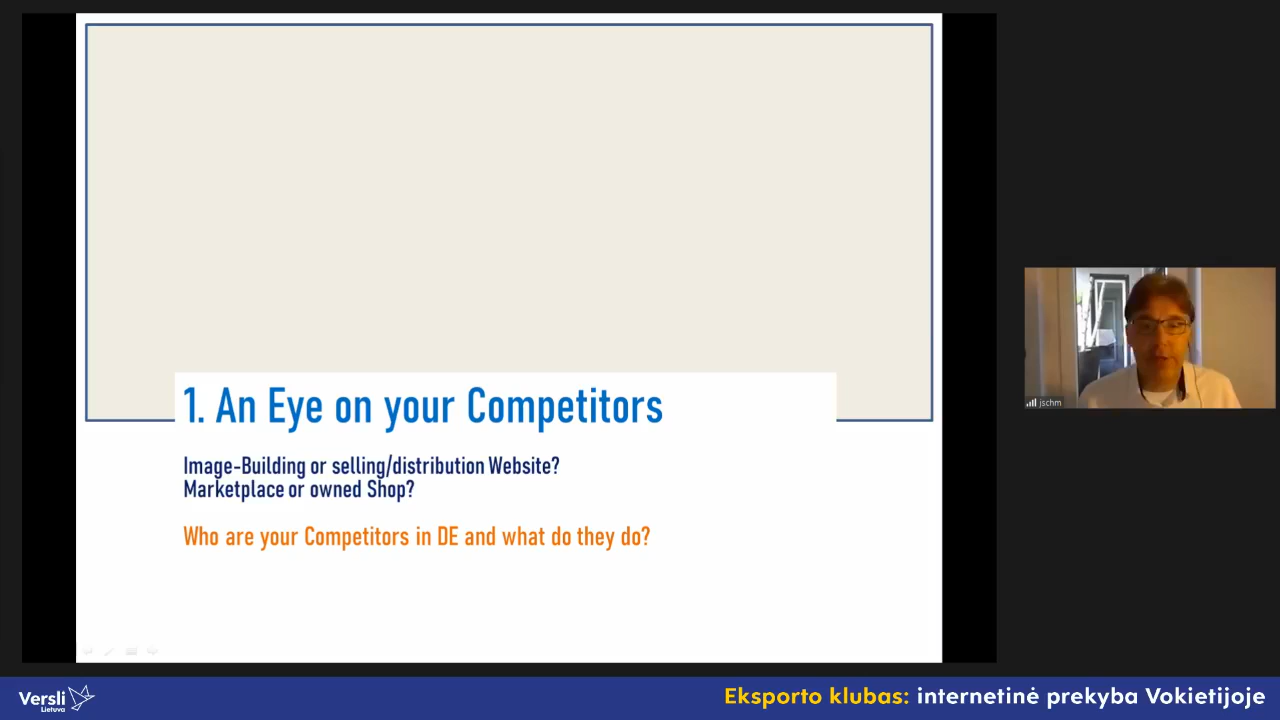 1. An Eye on your Competitors
Image-Building or selling/distribution Website?
Marketplace or owned Shop?
Who are your Competitors in DE and what do they do?
jschm
Versli
Lietuva
Eksporto klubas: internetinė prekyba Vokietijoje